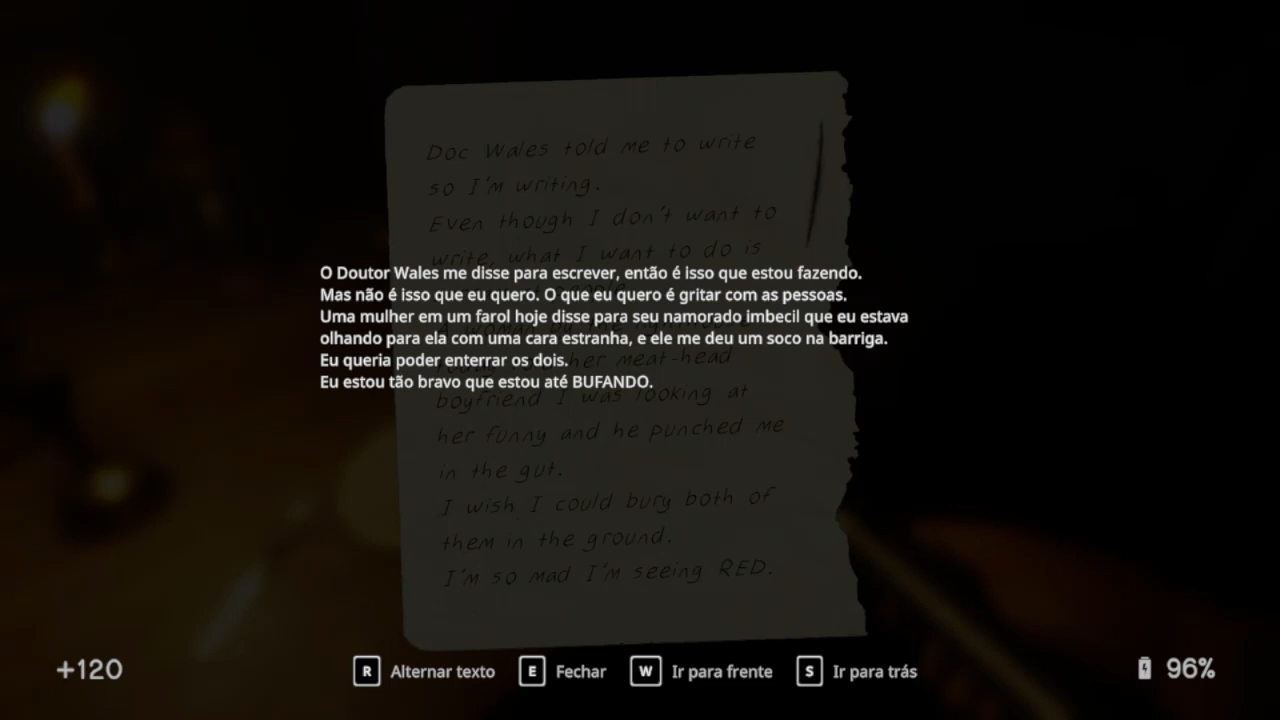 Doc Wales told me to write
so I'm writing.
Even though I don't want to
write, what I want to do is
O Doutor Wales me disse para escrever, então é isso que estou fazendo.
Mas não é isso que eu quero. O que eu quero é gritar com as pessoas.
Uma mulher em um farol hoje disse para seu namorado imbecil que eu estava
olhando para ela com uma cara estranha, e ele me deu um soco na barriga.
Eu queria poder enterrar os dois.
Eu estou tão bravo que estou até BUFANDO.
her meat-head
boyfriend I was looking at
her funny and he punched me
in the gut.
I wish I could bury both of
them in the ground.
I'm so mad I'm seeing RED.
+120
R Alternar texto E Fechar W Ir para frente S Ir para trás
96%